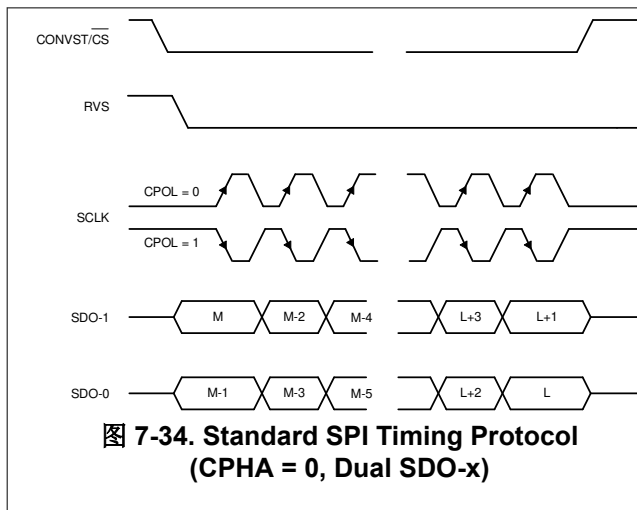 CONVST/CS
RVS
CPOL = 0
SCLK
CPOL = 1
SDO-1 M M-2 M-4 L+3 L+1
SDO-0 M-1 M-3 M-5 L+2 L
图 7-34. Standard SPI Timing Protocol
(CPHA = 0, Dual SDO-x)